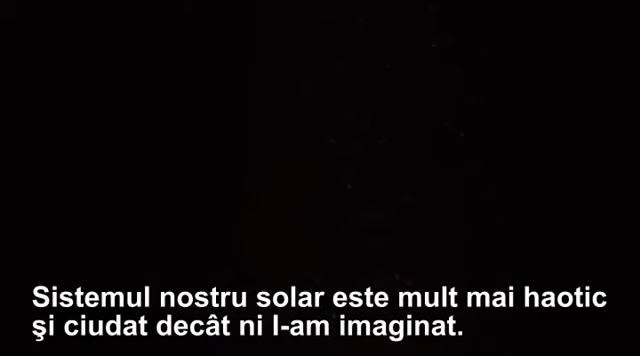 Sistemul nostru solar este mult mai haotic
şi ciudat decât ni l-am imaginat.